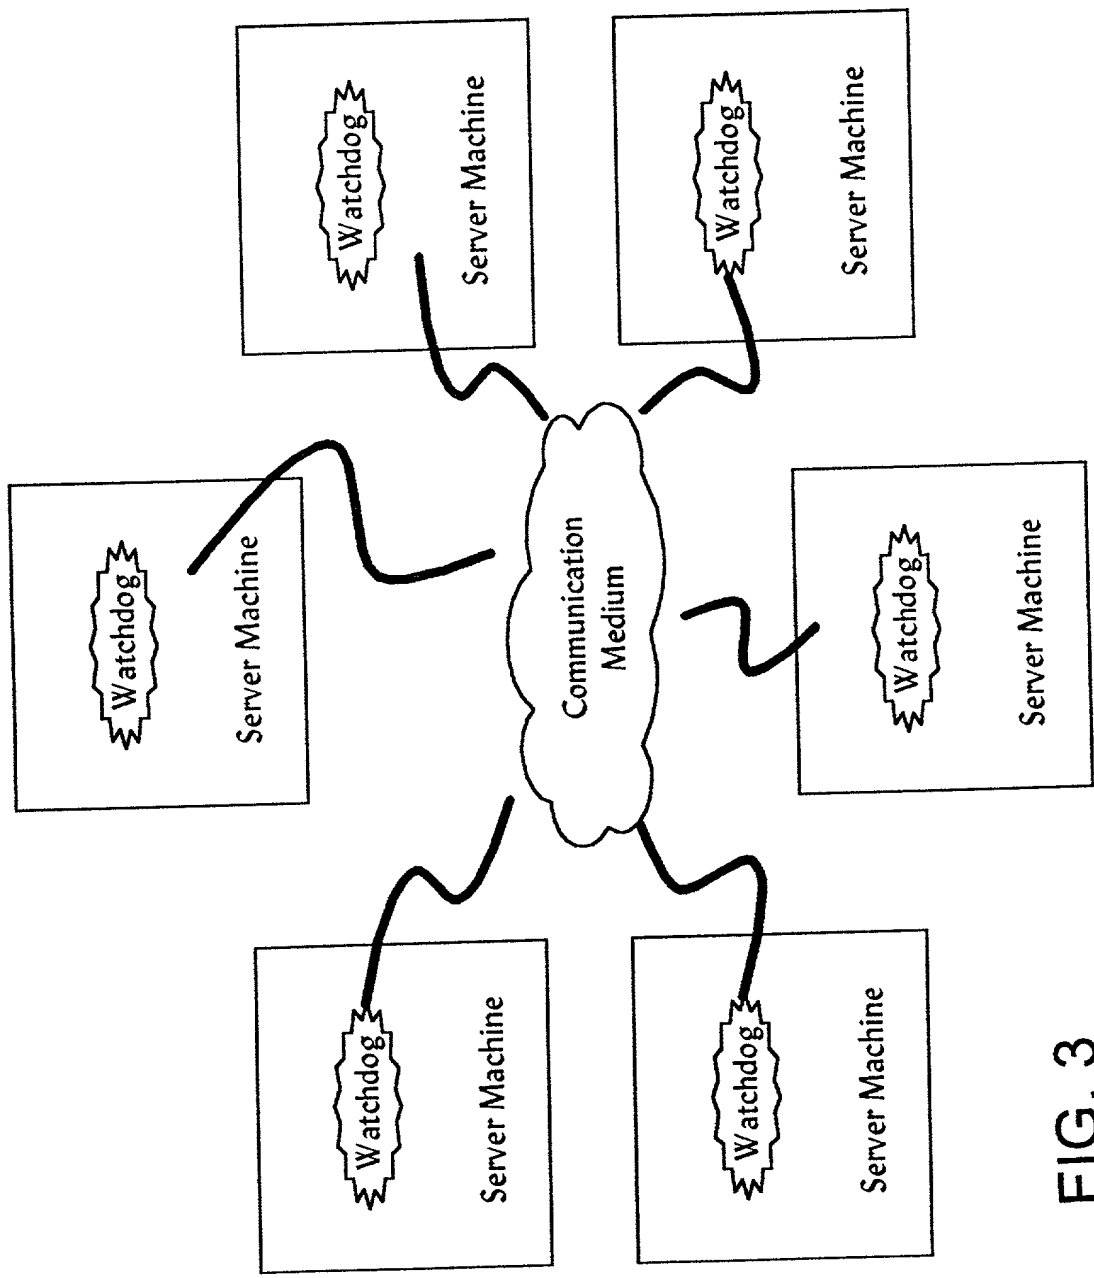 Watchdog
Server Machine
Watchdog
Server Machine
Watchdog
Server Machine
Communication
Medium
Watchdog
Server Machine
Watchdog
Server Machine
Watchdog
Server Machine
FIG. 3